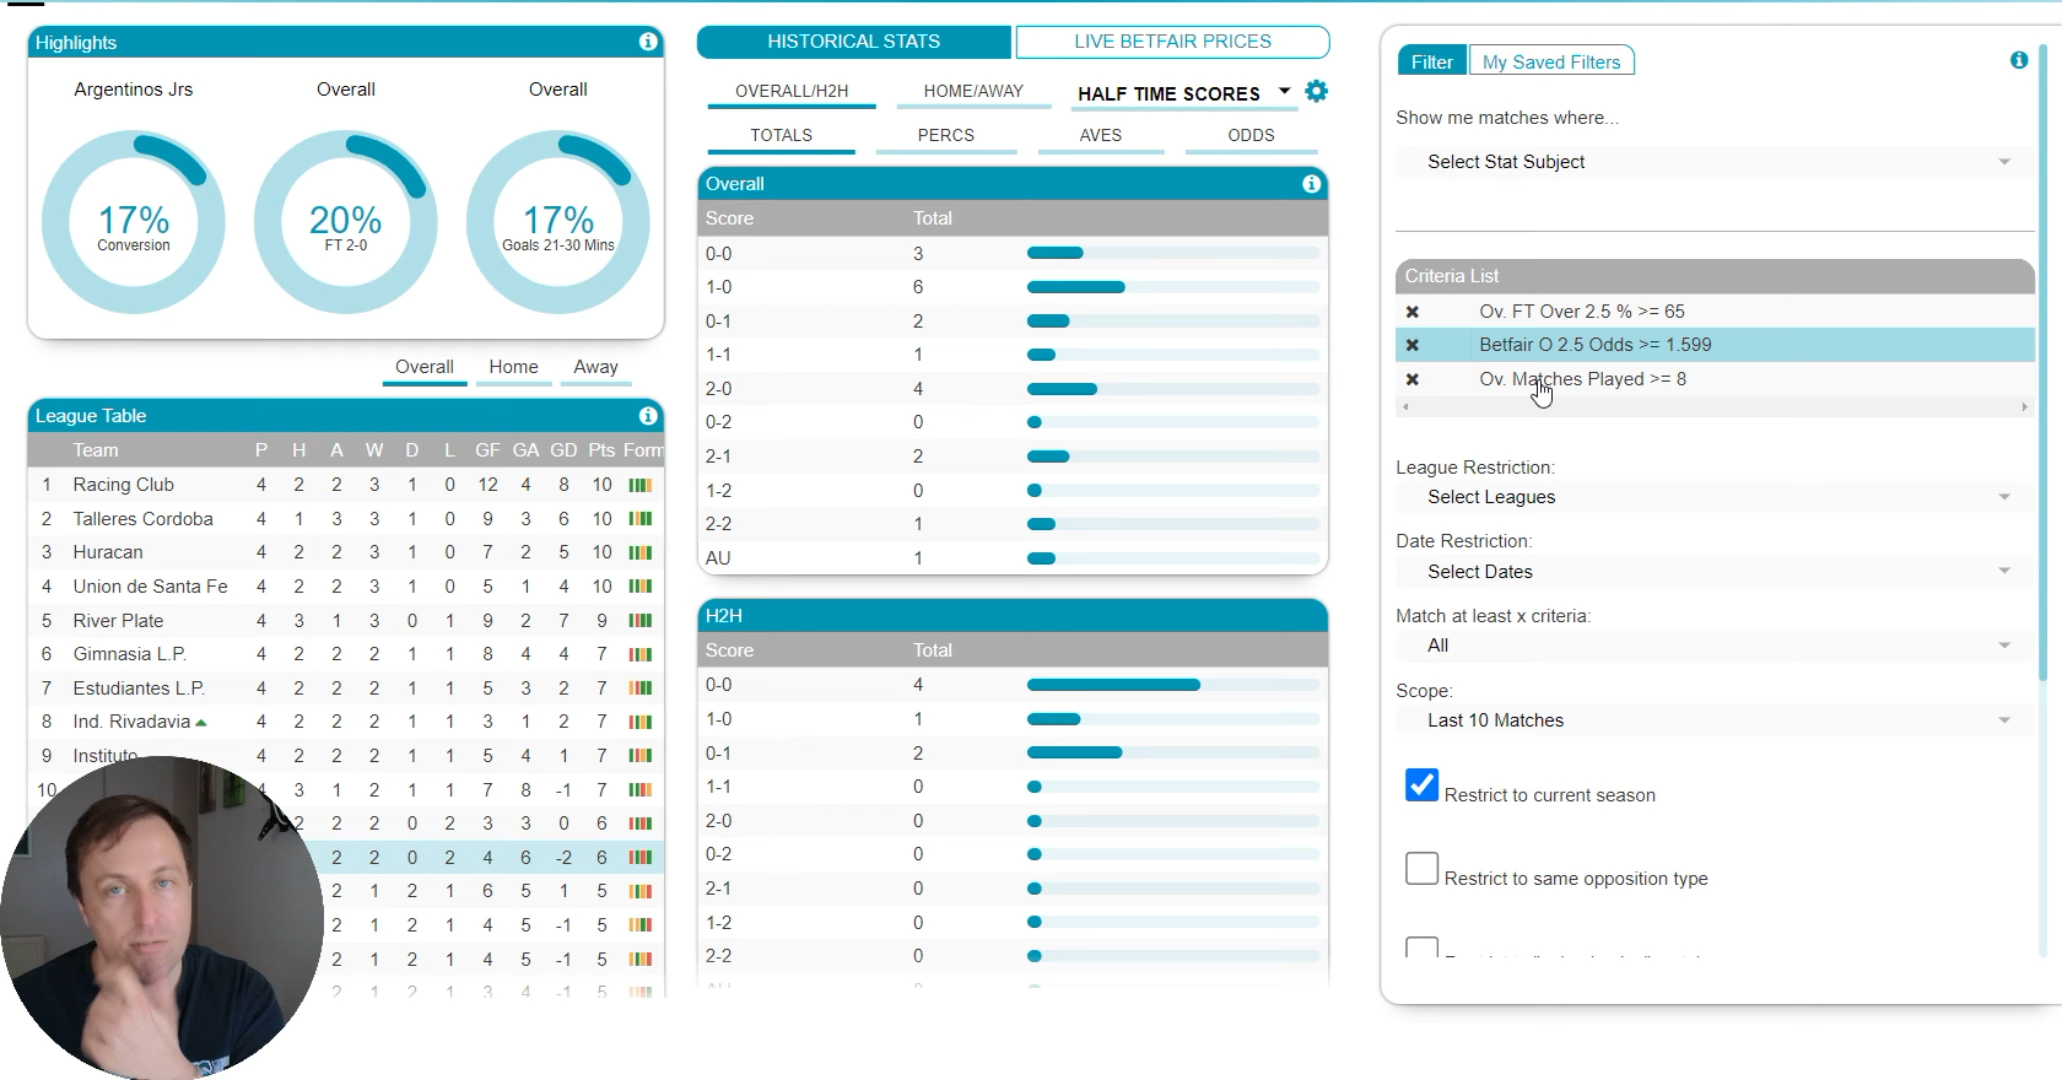 Highlights
Argentinos Jrs
Overall
Overall
17%
Conversion
20%
FT 2-0
17%
Goals 21-30 Mins
Overall Home Away
League Table
Team P H A W D L GF GA GD Pts Form
1 Racing Club 4 2 2 3 1 0 12 4 8 10
2 Talleres Cordoba 4 1 3 3 1 0 9 3 6 10
3 Huracan 4 2 2 3 1 0 7 2 5 10
4 Union de Santa Fe 4 2 2 3 1 0 5 1 4 10
5 River Plate 4 3 1 3 0 1 9 2 7 9
6 Gimnasia L.P. 4 2 2 2 1 1 8 4 4 7
7 Estudiantes L.P. 4 2 2 2 1 1 5 3 2 7
8 Ind. Rivadavia 4 2 2 2 1 1 3 1 2 7
9 Instituto 4 2 2 2 1 1 5 4 1 7
10 4 3 1 2 1 1 7 8 -1 7
2 2 2 0 2 3 3 0 6
2 2 0 2 4 6 -2 6
2 1 2 1 6 5 1 5
2 1 2 1 4 5 -1 5
2 1 2 1 4 5 -1 5
2 1 2 1 3 4 -1 5
HISTORICAL STATS LIVE BETFAIR PRICES
OVERALL/H2H HOME/AWAY HALF TIME SCORES
TOTALS PERCS AVES ODDS
Overall
Score Total
0-0 3
1-0 6
0-1 2
1-1 1
2-0 4
0-2 0
2-1 2
1-2 0
2-2 1
AU 1
H2H
Score Total
0-0 4
1-0 1
0-1 2
1-1 0
2-0 0
0-2 0
2-1 0
1-2 0
2-2 0
Filter My Saved Filters
Show me matches where...
Select Stat Subject
Criteria List
Ov. FT Over 2.5 % >= 65
Betfair O 2.5 Odds >= 1.599
Ov. Matches Played >= 8
League Restriction:
Select Leagues
Date Restriction:
Select Dates
Match at least x criteria:
All
Scope:
Last 10 Matches
Restrict to current season
Restrict to same opposition type